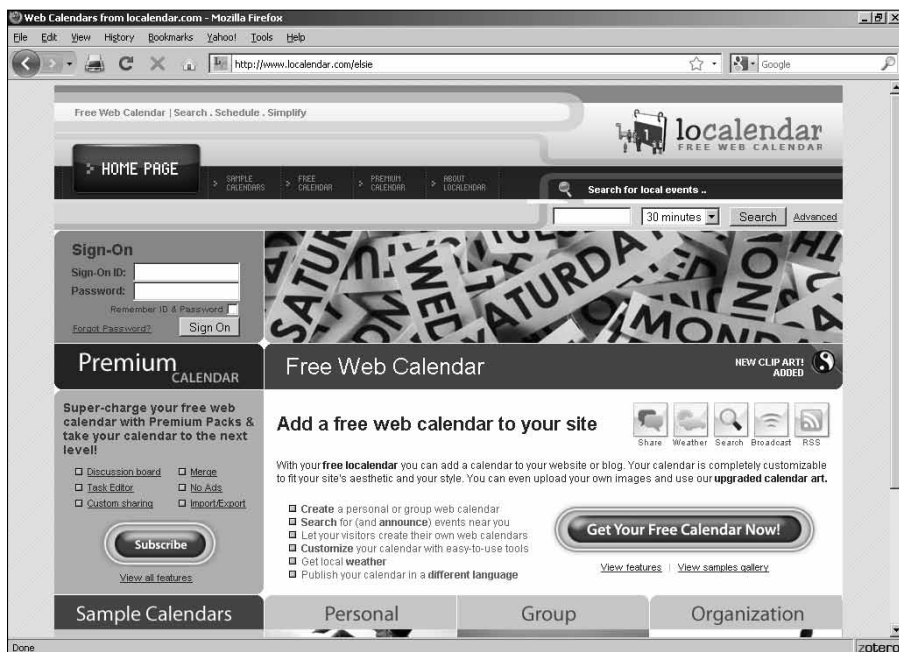 Web Calendars from localendar.com - Mozilla Firefox
File Edit View History Bookmarks Yahoo! Tools Help
http://www.localendar.com/elsie
Google
Free Web Calendar | Search . Schedule . Simplify
localendar
FREE WEB CALENDAR
HOME PAGE
SAMPLE CALENDARS
FREE CALENDAR
PREMIUM CALENDAR
ABOUT LOCALENDAR
Search for local events ..
30 minutes Search Advanced
Sign-On
Sign-On ID:
Password:
Remember ID & Password
Forgot Password? Sign On
SATUR
WED
SATURDAY
MOND
Premium
CALENDAR
Free Web Calendar
NEW CLIP ART!
ADDED
Super-charge your free web
calendar with Premium Packs &
take your calendar to the next
level!
Discussion board Merge
Task Editor No Ads
Custom sharing Import/Export
Subscribe
View all features
Add a free web calendar to your site
Share Weather Search Broadcast RSS
With your free localendar you can add a calendar to your website or blog. Your calendar is completely customizable
to fit your site's aesthetic and your style. You can even upload your own images and use our upgraded calendar art.
Create a personal or group web calendar
Search for (and announce) events near you
Let your visitors create their own web calendars
Customize your calendar with easy-to-use tools
Get local weather
Publish your calendar in a different language
Get Your Free Calendar Now!
View features | View samples gallery
Sample Calendars
Personal
Group
Organization
Done
zotero